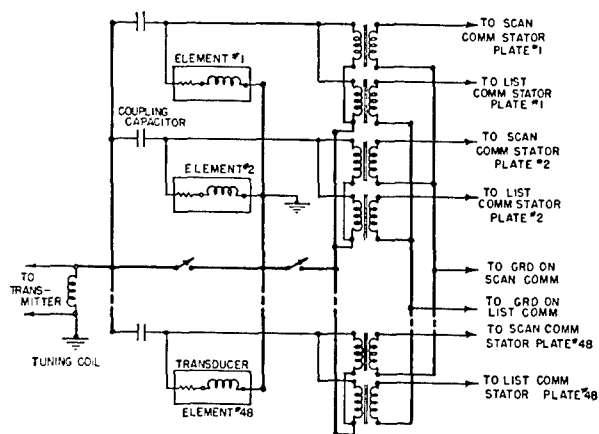 TO SCAN
COMM STATOR
PLATE #1
ELEMENT #1
TO LIST
COMM STATOR
PLATE #1
COUPLING
CAPACITOR
TO SCAN
COMM STATOR
PLATE #2
ELEMENT #2
TO LIST
COMM STATOR
PLATE #2
TO
TRANS-
MITTER
TO GRD ON
SCAN COMM
TO GRD ON
LIST COMM
TUNING COIL
TO SCAN COMM
STATOR PLATE #48
TRANSDUCER
ELEMENT #48
TO LIST COMM
STATOR PLATE #48